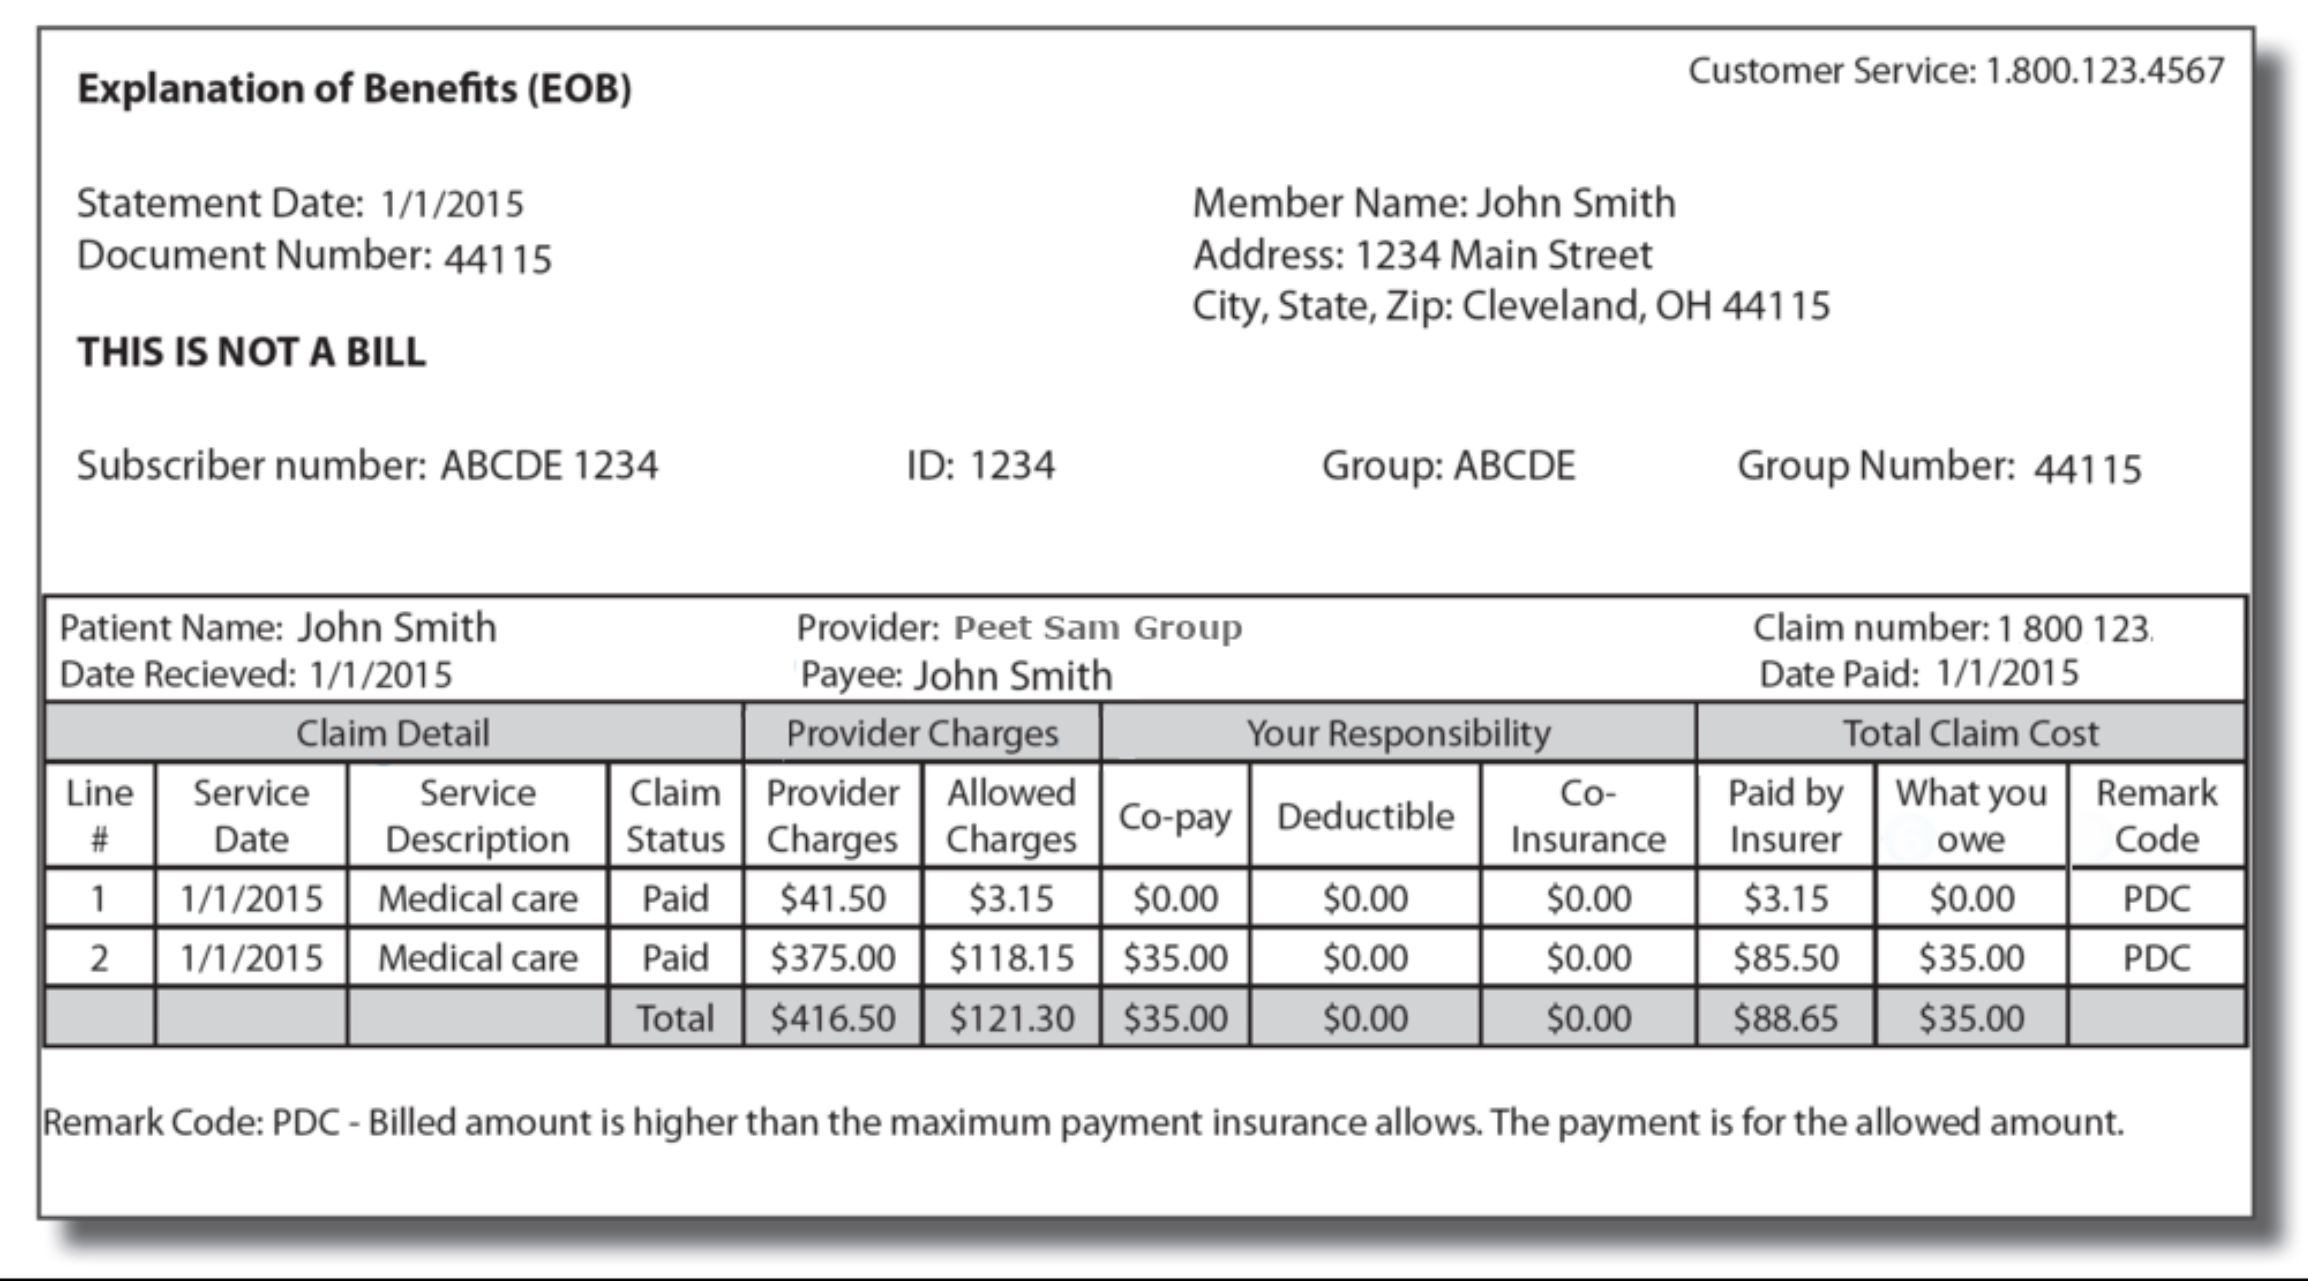 Explanation of Benefits (EOB)
Customer Service: 1.800.123.4567
Statement Date: 1/1/2015
Document Number: 44115
THIS IS NOT A BILL
Member Name: John Smith
Address: 1234 Main Street
City, State, Zip: Cleveland, OH 44115
Subscriber number: ABCDE 1234 ID: 1234 Group: ABCDE Group Number: 44115
Patient Name: John Smith Provider: Peet Sam Group Claim number: 1 800 123.
Date Recieved: 1/1/2015 Payee: John Smith Date Paid: 1/1/2015
Claim Detail Provider Charges Your Responsibility Total Claim Cost
Line # Service Date Service Description Claim Status Provider Charges Allowed Charges Co-pay Deductible Co-Insurance Paid by Insurer What you owe Remark Code
1 1/1/2015 Medical care Paid $41.50 $3.15 $0.00 $0.00 $0.00 $3.15 $0.00 PDC
2 1/1/2015 Medical care Paid $375.00 $118.15 $35.00 $0.00 $0.00 $85.50 $35.00 PDC
Total $416.50 $121.30 $35.00 $0.00 $0.00 $88.65 $35.00
Remark Code: PDC - Billed amount is higher than the maximum payment insurance allows. The payment is for the allowed amount.